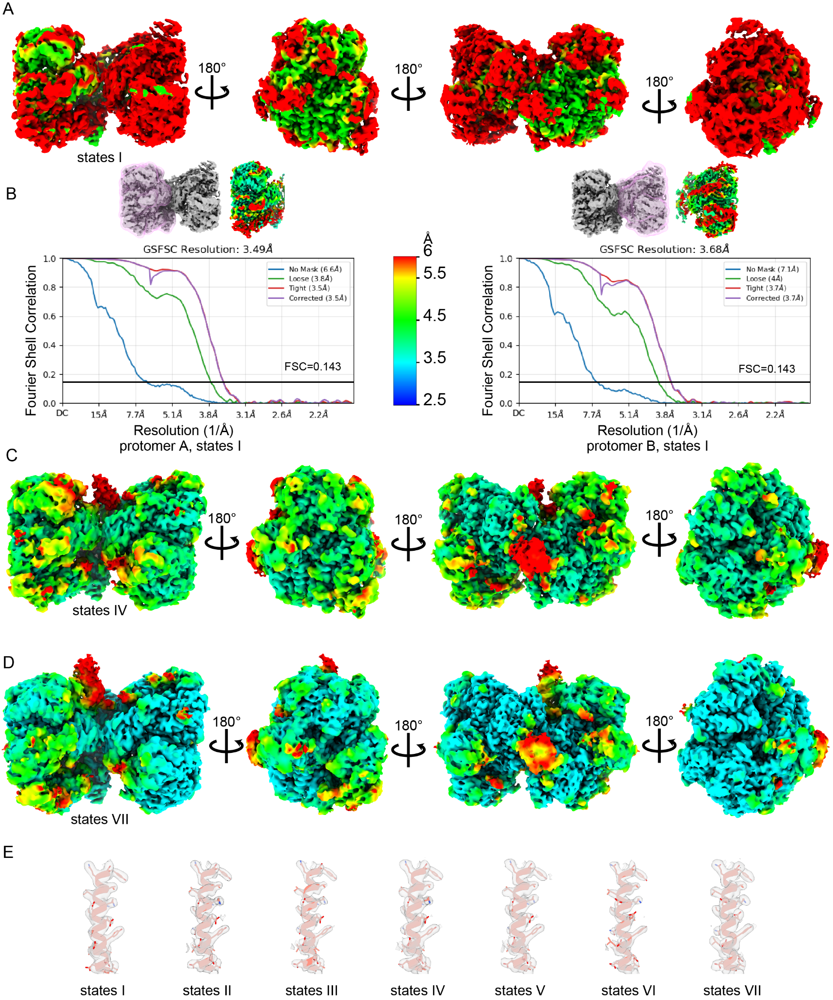 A
180°
180°
180°
states I
B
GSFSC Resolution: 3.49Å
1.0
0.8
0.6
0.4
0.2
0.0
Fourier Shell Correlation
No Mask (6.6Å)
Loose (3.8Å)
Tight (3.5Å)
Corrected (3.5Å)
FSC=0.143
DC 15Å 7.7Å 5.1Å 3.8Å 3.1Å 2.6Å 2.2Å
Resolution (1/Å)
protomer A, states I
Å
6
5.5
4.5
3.5
2.5
GSFSC Resolution: 3.68Å
1.0
0.8
0.6
0.4
0.2
0.0
Fourier Shell Correlation
No Mask (7.1Å)
Loose (4Å)
Tight (3.7Å)
Corrected (3.7Å)
FSC=0.143
DC 15Å 7.7Å 5.1Å 3.8Å 3.1Å 2.6Å 2.2Å
Resolution (1/Å)
protomer B, states I
C
180°
180°
180°
states IV
D
180°
180°
180°
states VII
E
states I states II states III states IV states V states VI states VII